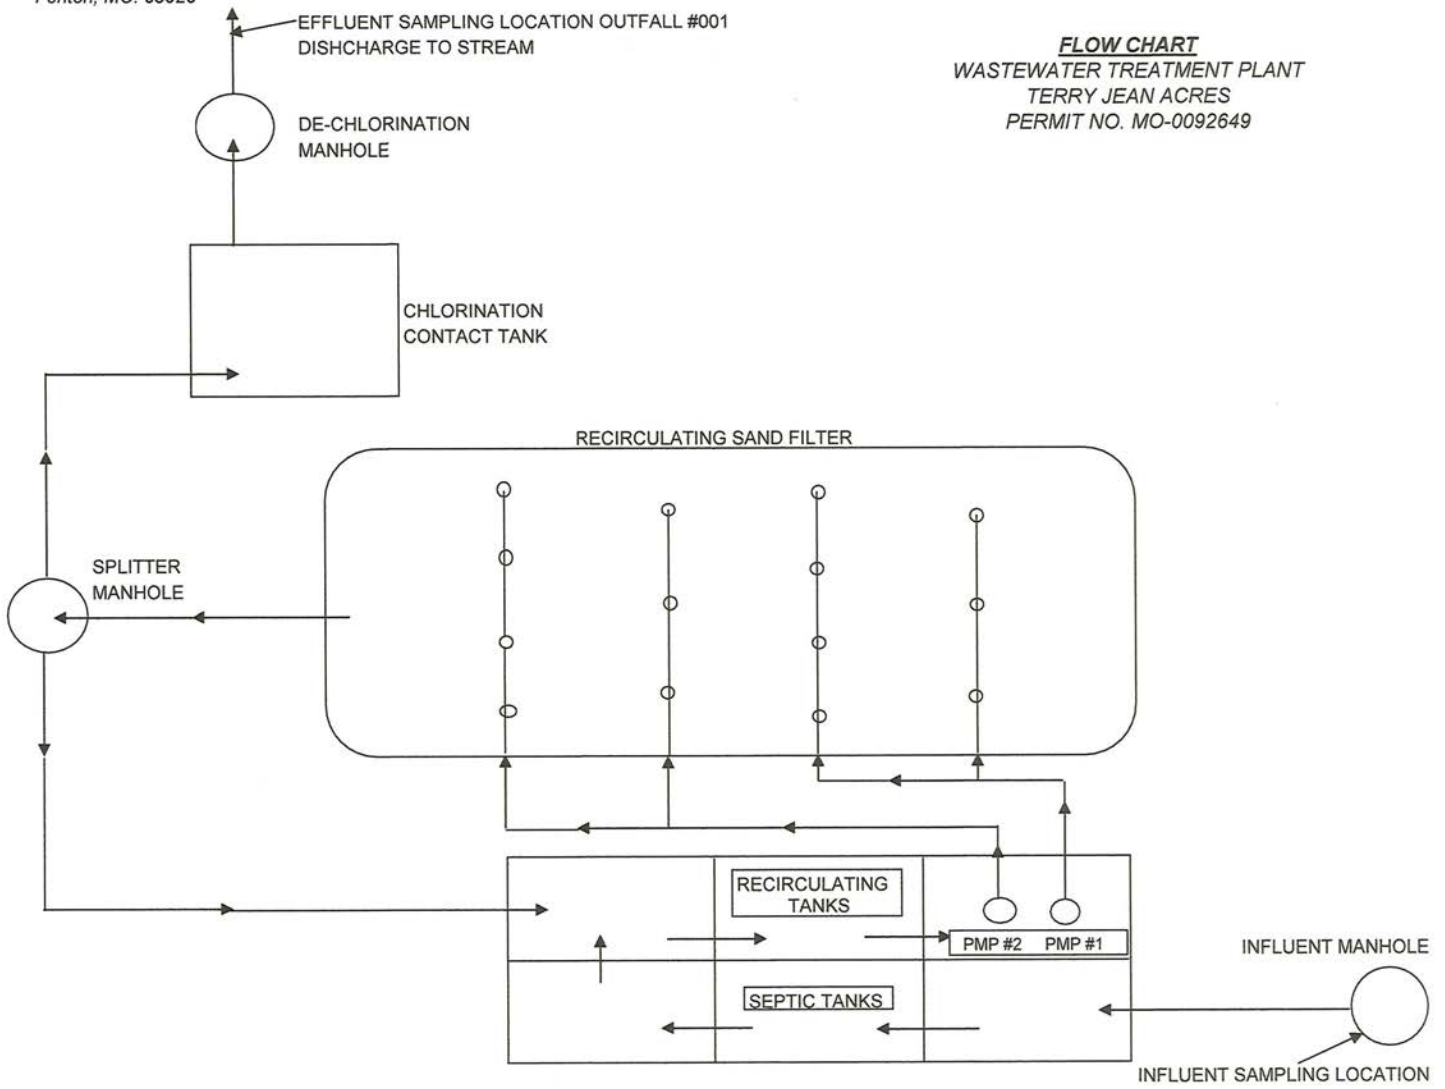 EFFLUENT SAMPLING LOCATION OUTFALL #001
DISHCHARGE TO STREAM
FLOW CHART
WASTEWATER TREATMENT PLANT
TERRY JEAN ACRES
PERMIT NO. MO-0092649
DE-CHLORINATION
MANHOLE
CHLORINATION
CONTACT TANK
RECIRCULATING SAND FILTER
SPLITTER
MANHOLE
RECIRCULATING
TANKS
PMP #2 PMP #1
INFLUENT MANHOLE
SEPTIC TANKS
INFLUENT SAMPLING LOCATION